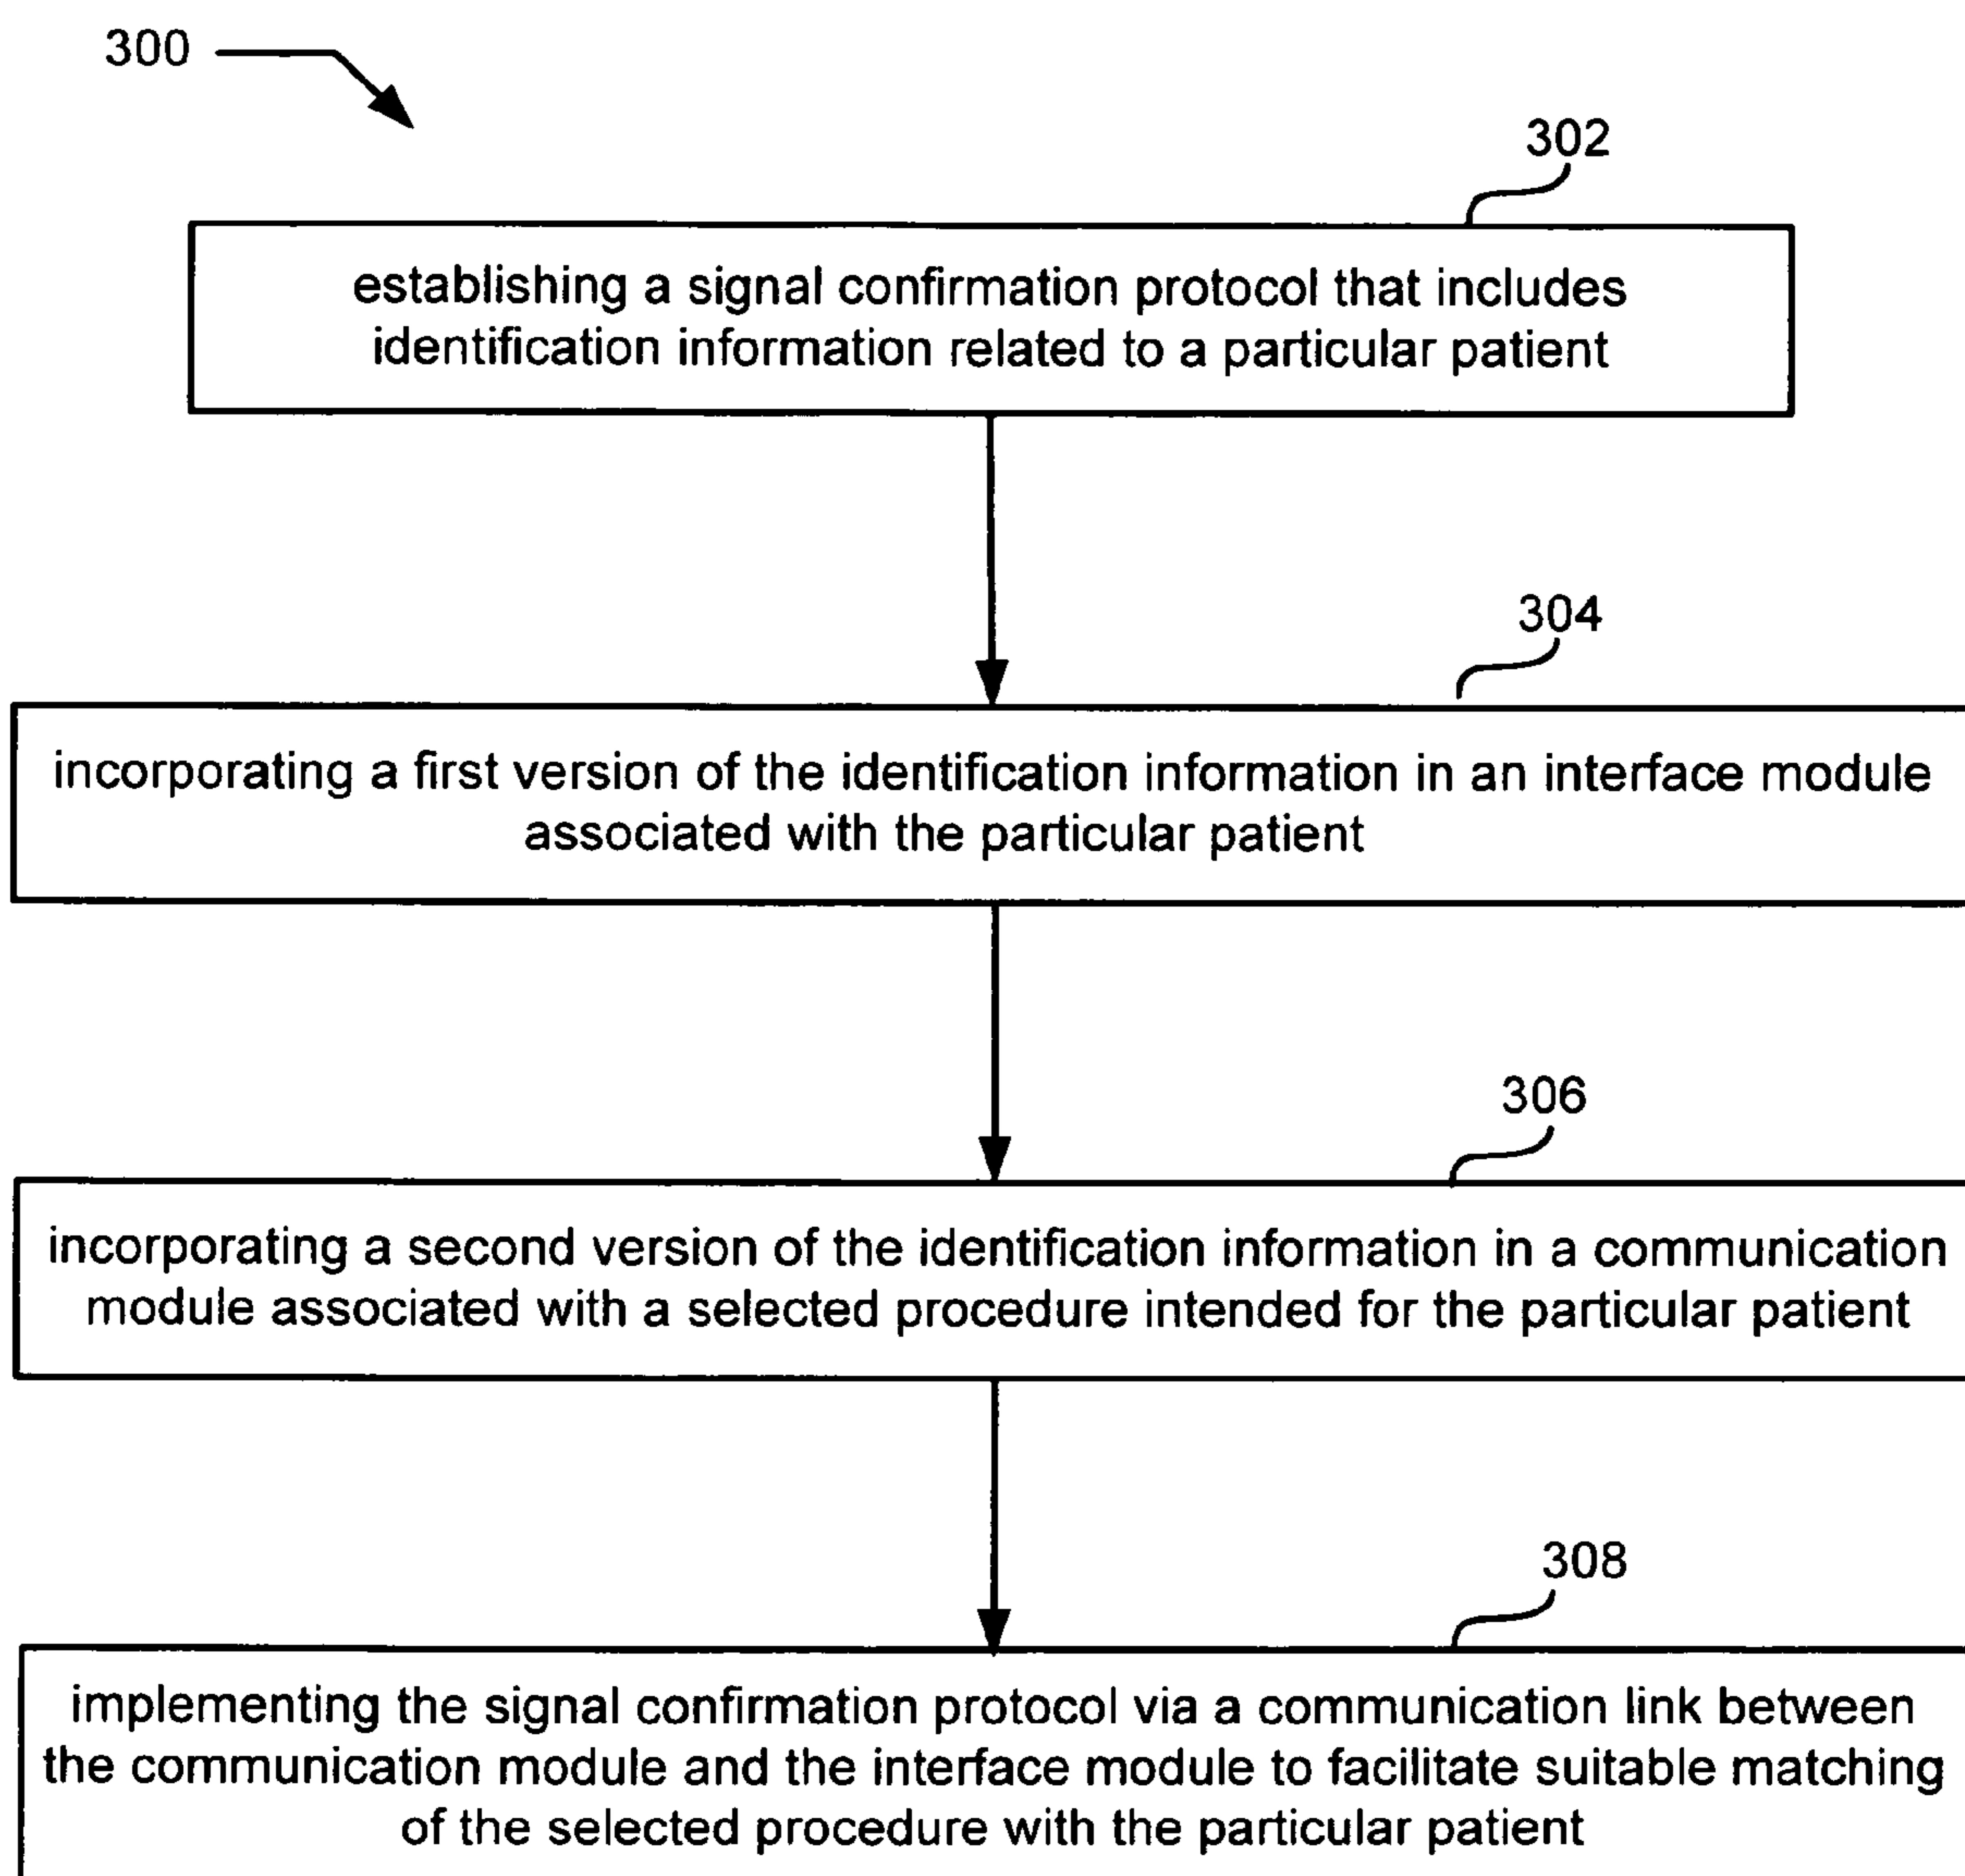 300
302
establishing a signal confirmation protocol that includes
identification information related to a particular patient
304
incorporating a first version of the identification information in an interface module
associated with the particular patient
306
incorporating a second version of the identification information in a communication
module associated with a selected procedure intended for the particular patient
308
implementing the signal confirmation protocol via a communication link between
the communication module and the interface module to facilitate suitable matching
of the selected procedure with the particular patient